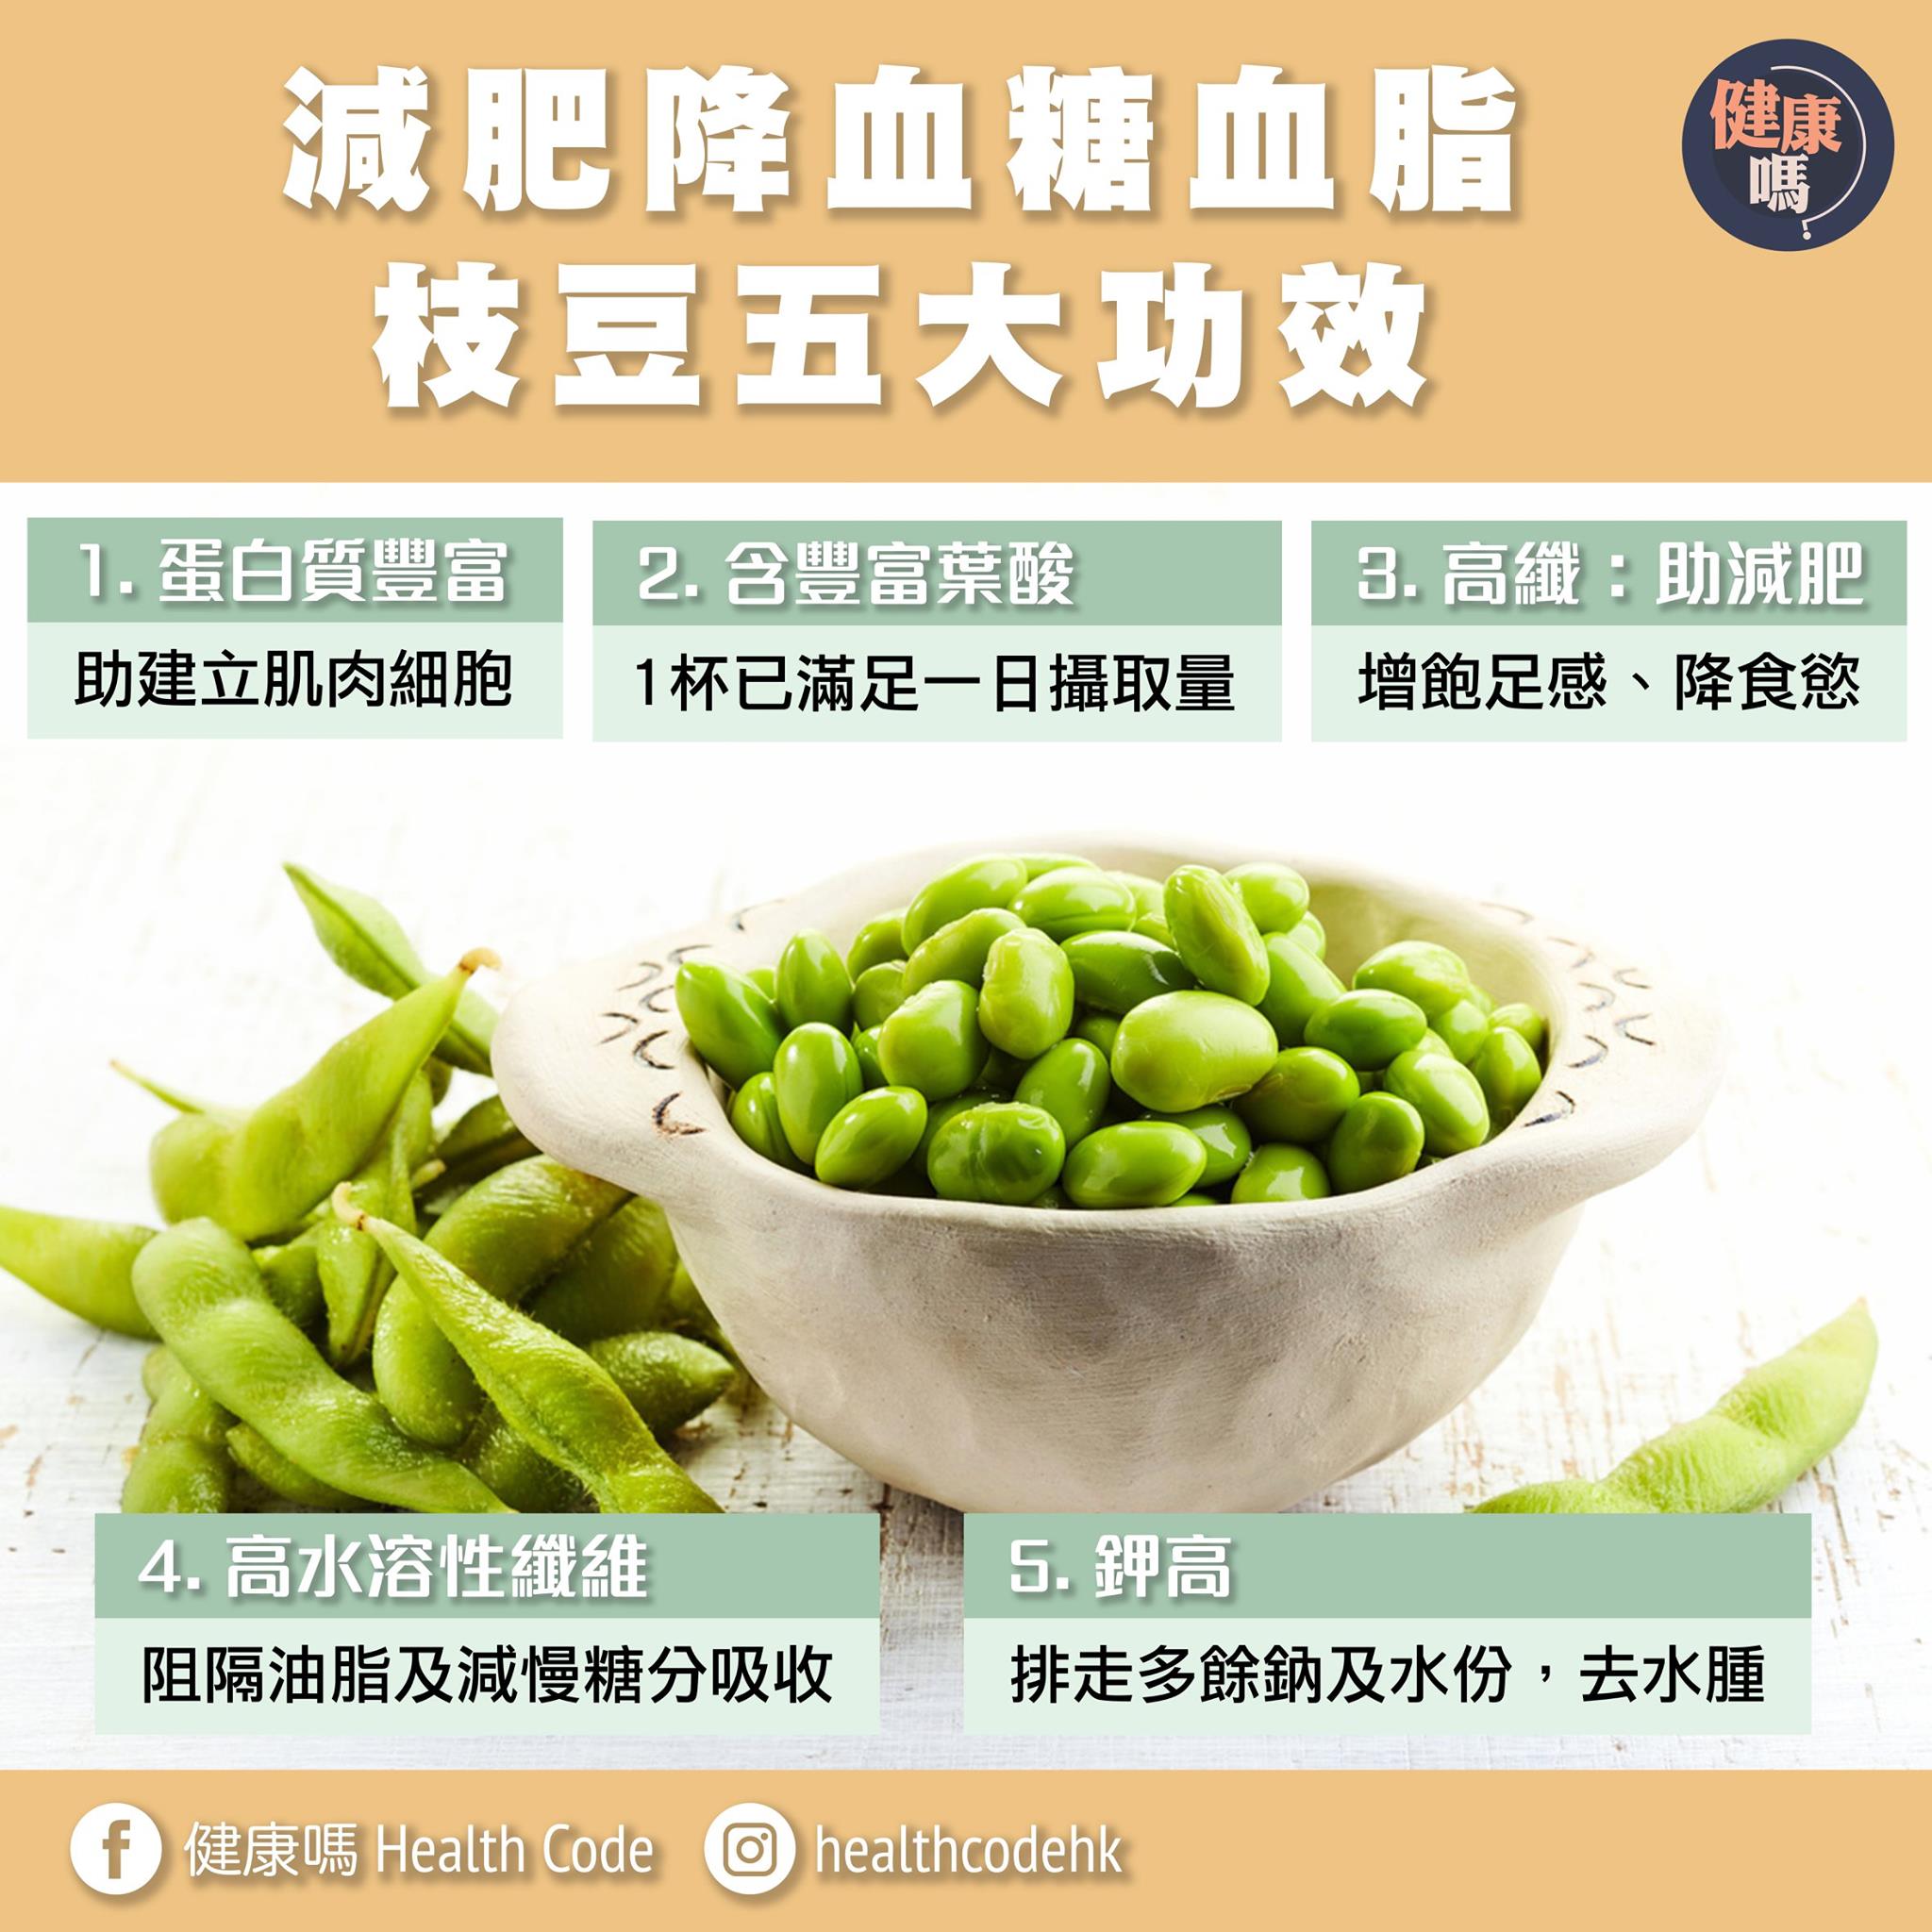 減肥降血糖血脂
枝豆五大功效
健康
嗎?
1. 蛋白質豐富
助建立肌肉細胞
2. 含豐富葉酸
1杯已滿足一日攝取量
3. 高纖：助減肥
增飽足感、降食慾
4. 高水溶性纖維
阻隔油脂及減慢糖分吸收
5. 鉀高
排走多餘鈉及水份，去水腫
健康嗎 Health Code
healthcodehk